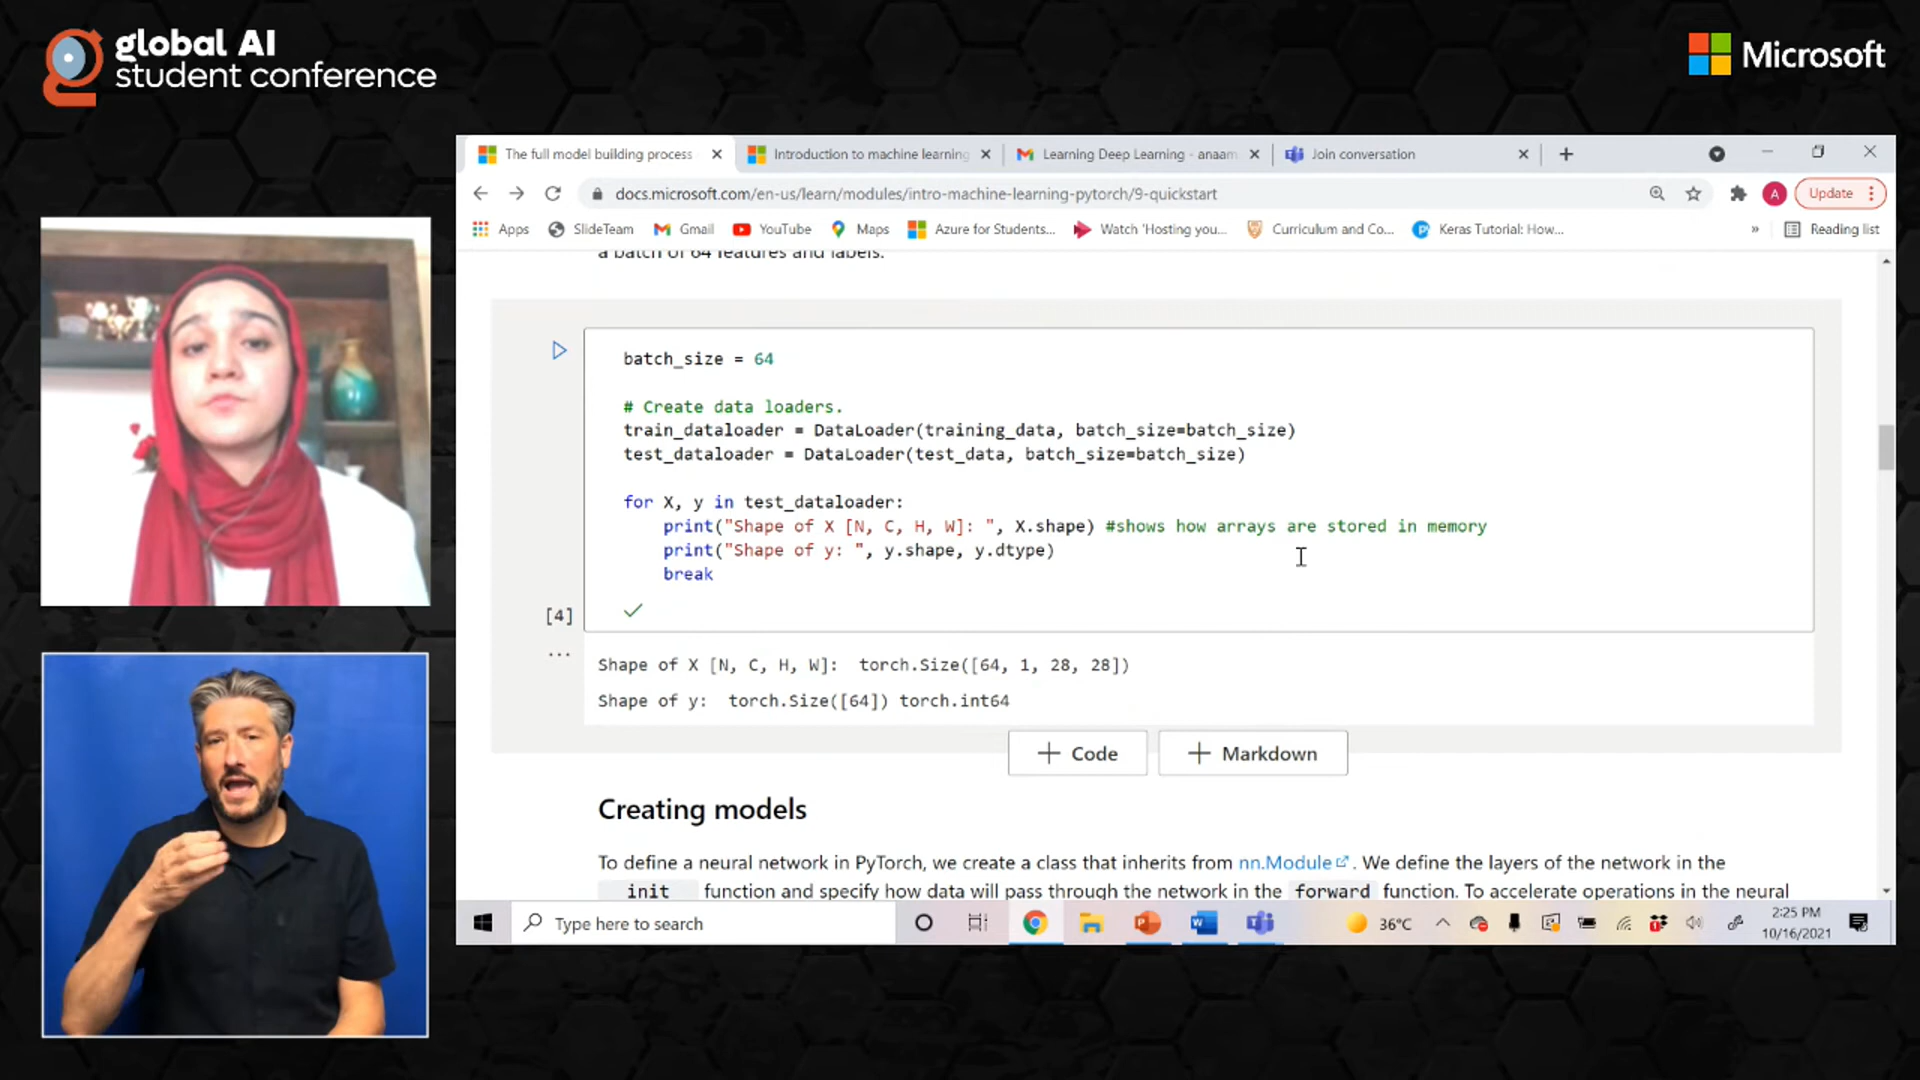 global AI
student conference
Microsoft
The full model building process
Introduction to machine learning
Learning Deep Learning - anaam
Join conversation
docs.microsoft.com/en-us/learn/modules/intro-machine-learning-pytorch/9-quickstart
A
Update
Apps
SlideTeam
Gmail
YouTube
Maps
Azure for Students...
Watch 'Hosting you...
Curriculum and Co...
Keras Tutorial: How...
»
Reading list
a batch of 64 features and labels.
batch_size = 64
# Create data loaders.
train_dataloader = DataLoader(training_data, batch_size=batch_size)
test_dataloader = DataLoader(test_data, batch_size=batch_size)
for X, y in test_dataloader:
print("Shape of X [N, C, H, W]: ", X.shape) #shows how arrays are stored in memory
print("Shape of y: ", y.shape, y.dtype)
break
[4]
...
Shape of X [N, C, H, W]: torch.Size([64, 1, 28, 28])
Shape of y: torch.Size([64]) torch.int64
+ Code
+ Markdown
Creating models
To define a neural network in PyTorch, we create a class that inherits from nn.Module. We define the layers of the network in the
init function and specify how data will pass through the network in the forward function. To accelerate operations in the neural
Type here to search
36°C
2:25 PM
10/16/2021